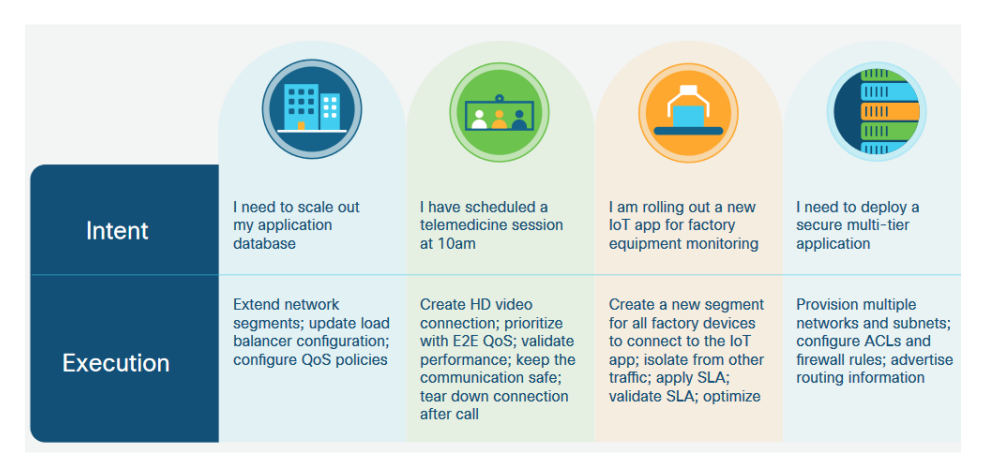 Intent
I need to scale out
my application
database
I have scheduled a
telemedicine session
at 10am
I am rolling out a new
IoT app for factory
equipment monitoring
I need to deploy a
secure multi-tier
application
Execution
Extend network
segments; update load
balancer configuration;
configure QoS policies
Create HD video
connection; prioritize
with E2E QoS; validate
performance; keep the
communication safe;
tear down connection
after call
Create a new segment
for all factory devices
to connect to the IoT
app; isolate from other
traffic; apply SLA;
validate SLA; optimize
Provision multiple
networks and subnets;
configure ACLs and
firewall rules; advertise
routing information